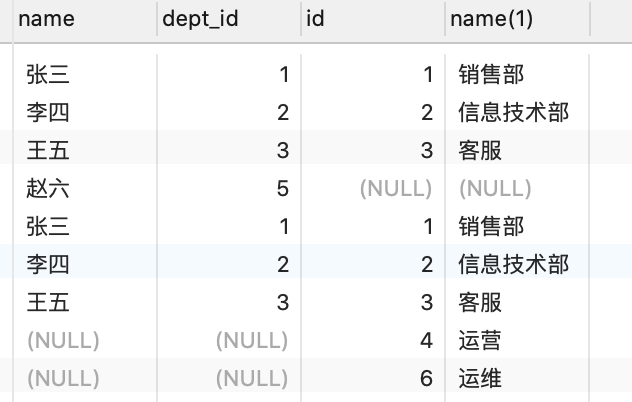 name dept_id id name(1)
张三 1 1 销售部
李四 2 2 信息技术部
王五 3 3 客服
赵六 5 (NULL) (NULL)
张三 1 1 销售部
李四 2 2 信息技术部
王五 3 3 客服
(NULL) (NULL) 4 运营
(NULL) (NULL) 6 运维